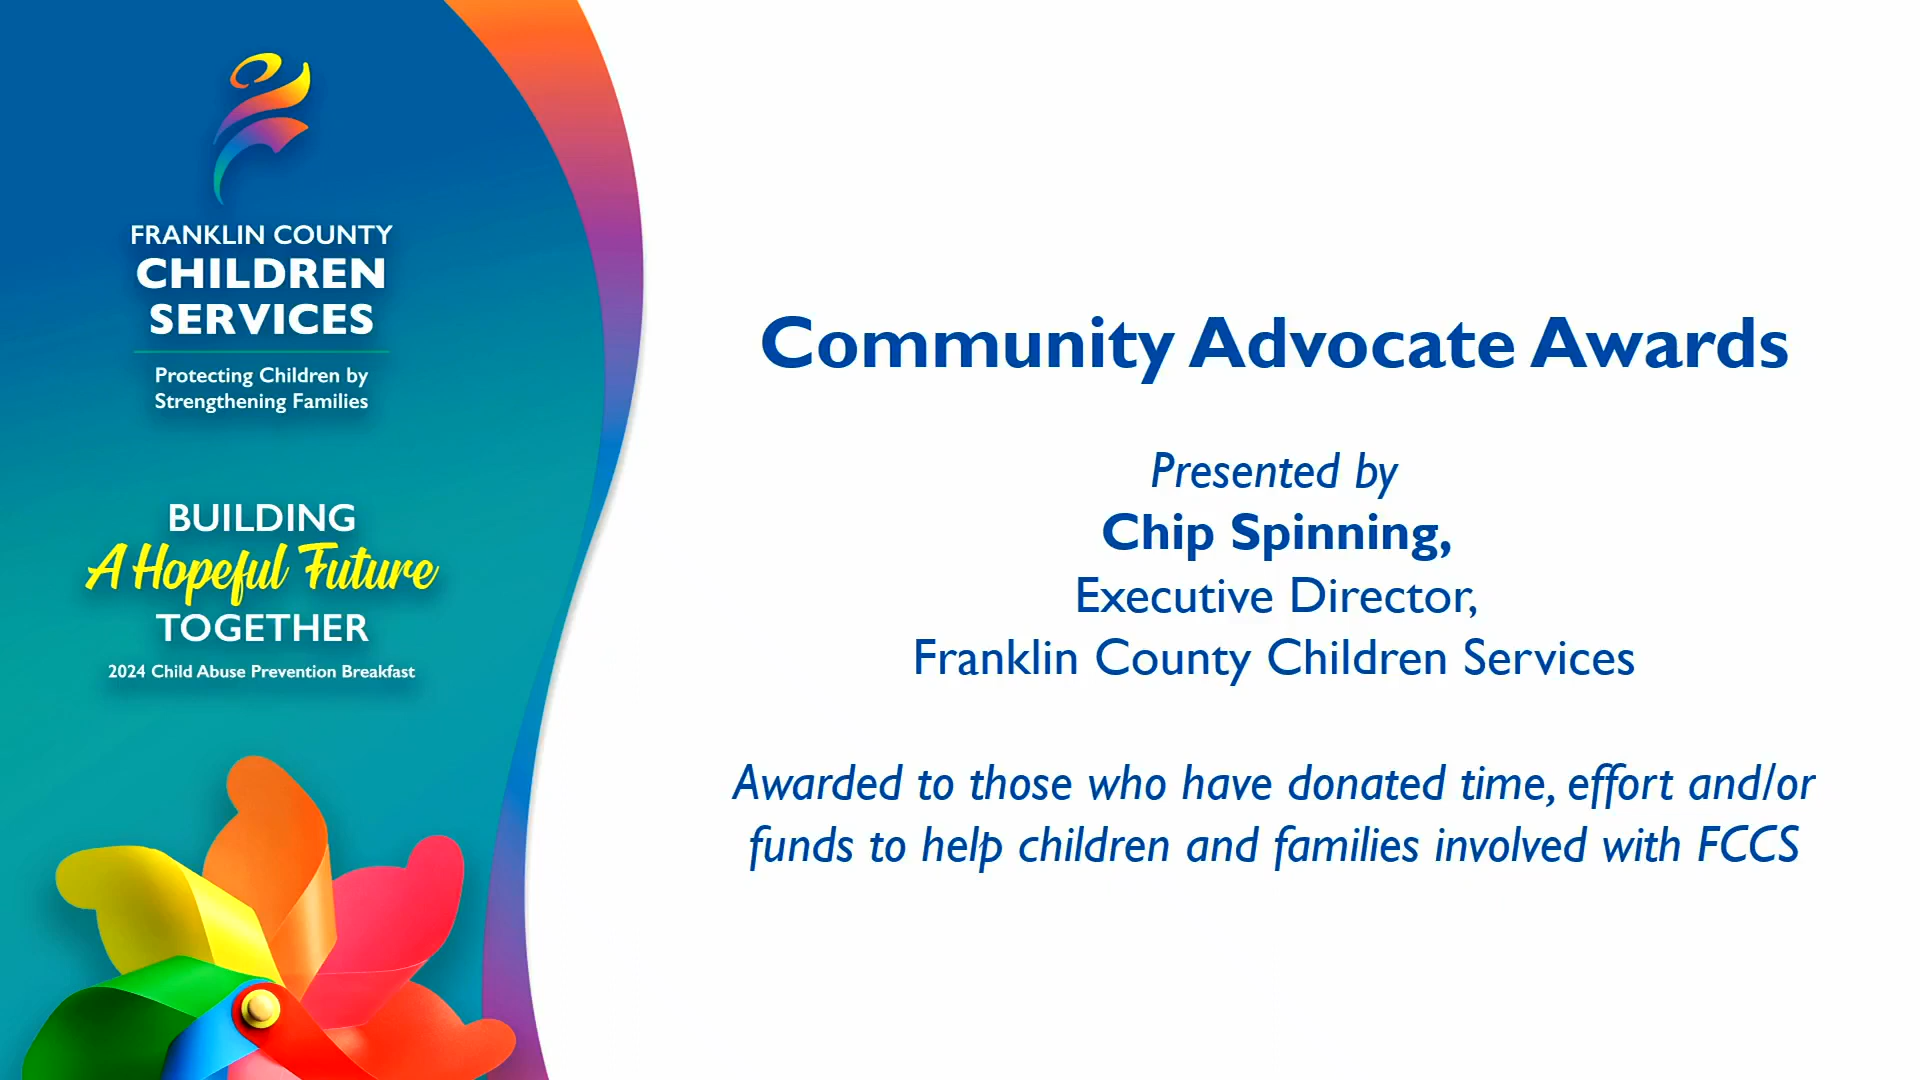 FRANKLIN COUNTY
CHILDREN
SERVICES
Protecting Children by
Strengthening Families
BUILDING
A Hopeful Future
TOGETHER
2024 Child Abuse Prevention Breakfast
Community Advocate Awards
Presented by
Chip Spinning,
Executive Director,
Franklin County Children Services
Awarded to those who have donated time, effort and/or
funds to help children and families involved with FCCS